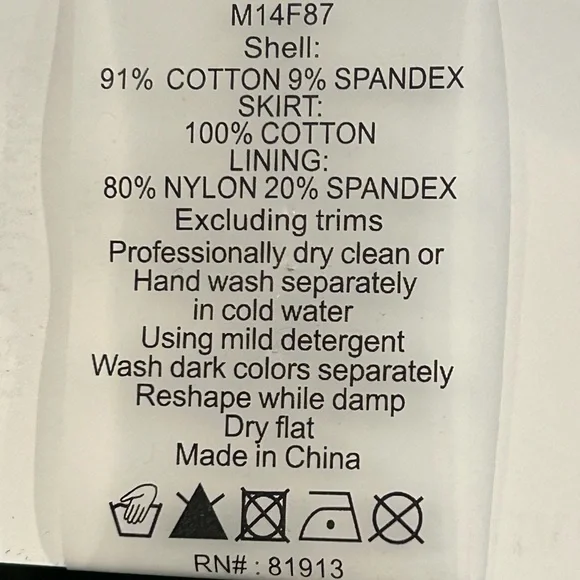 M14F87
Shell:
91% COTTON 9% SPANDEX
SKIRT:
100% COTTON
LINING:
80% NYLON 20% SPANDEX
Excluding trims
Professionally dry clean or
Hand wash separately
in cold water
Using mild detergent
Wash dark colors separately
Reshape while damp
Dry flat
Made in China
RN# : 81913